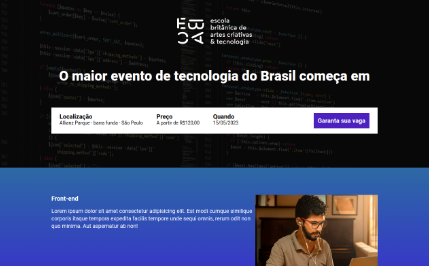 EBAC
escola
britânica de
artes criativas
& tecnologia
O maior evento de tecnologia do Brasil começa em
Localização
Allianz Parque - barra funda - São Paulo
Preço
A partir de R$123,00
Quando
15/05/2023
Garanta sua vaga
Front-end
Lorem ipsum dolor sit amet consectetur adipisicing elit. Est modi cumque similique
corporis itaque tempora expedita facilis tempore unde sequi omnis, rerum odit non
quo minima. Aut aspernatur ab non!